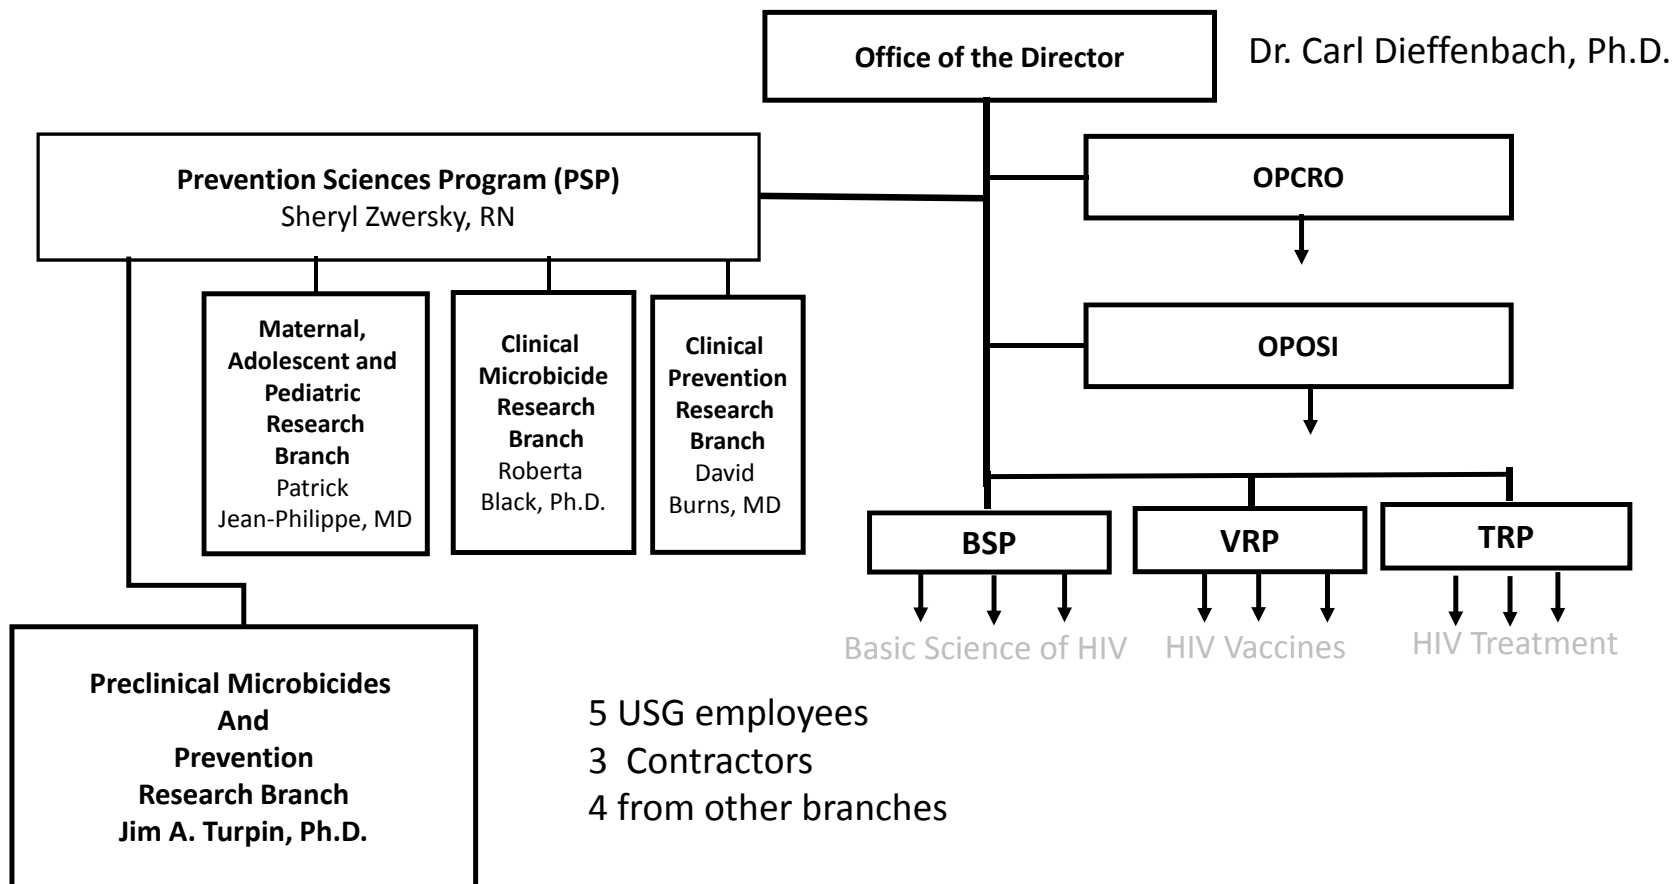 Office of the Director
Dr. Carl Dieffenbach, Ph.D.
Prevention Sciences Program (PSP)
Sheryl Zwersky, RN
OPCRO
OPOSI
Maternal,
Adolescent and
Pediatric
Research
Branch
Patrick
Jean-Philippe, MD
Clinical
Microbicide
Research
Branch
Roberta
Black, Ph.D.
Clinical
Prevention
Research
Branch
David
Burns, MD
BSP
VRP
TRP
Basic Science of HIV
HIV Vaccines
HIV Treatment
Preclinical Microbicides
And
Prevention
Research Branch
Jim A. Turpin, Ph.D.
5 USG employees
3 Contractors
4 from other branches